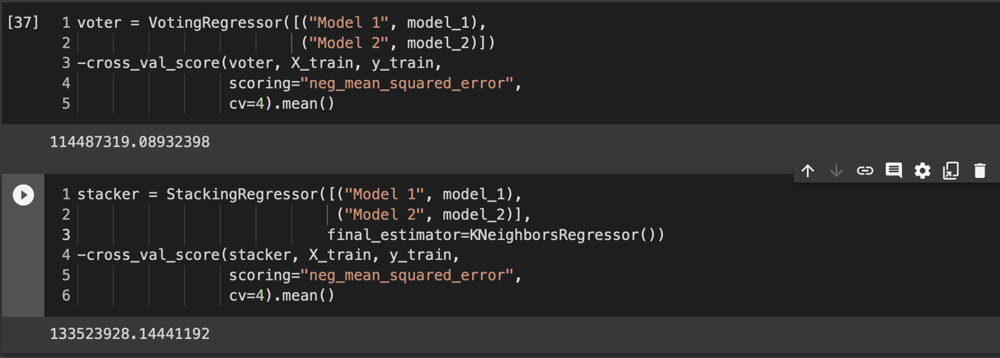 [37] 1 voter = VotingRegressor([("Model 1", model_1),
2 ("Model 2", model_2)])
3 -cross_val_score(voter, X_train, y_train,
4 scoring="neg_mean_squared_error",
5 cv=4).mean()
114487319.08932398
1 stacker = StackingRegressor([("Model 1", model_1),
2 ("Model 2", model_2)],
3 final_estimator=KNeighborsRegressor())
4 -cross_val_score(stacker, X_train, y_train,
5 scoring="neg_mean_squared_error",
6 cv=4).mean()
133523928.14441192